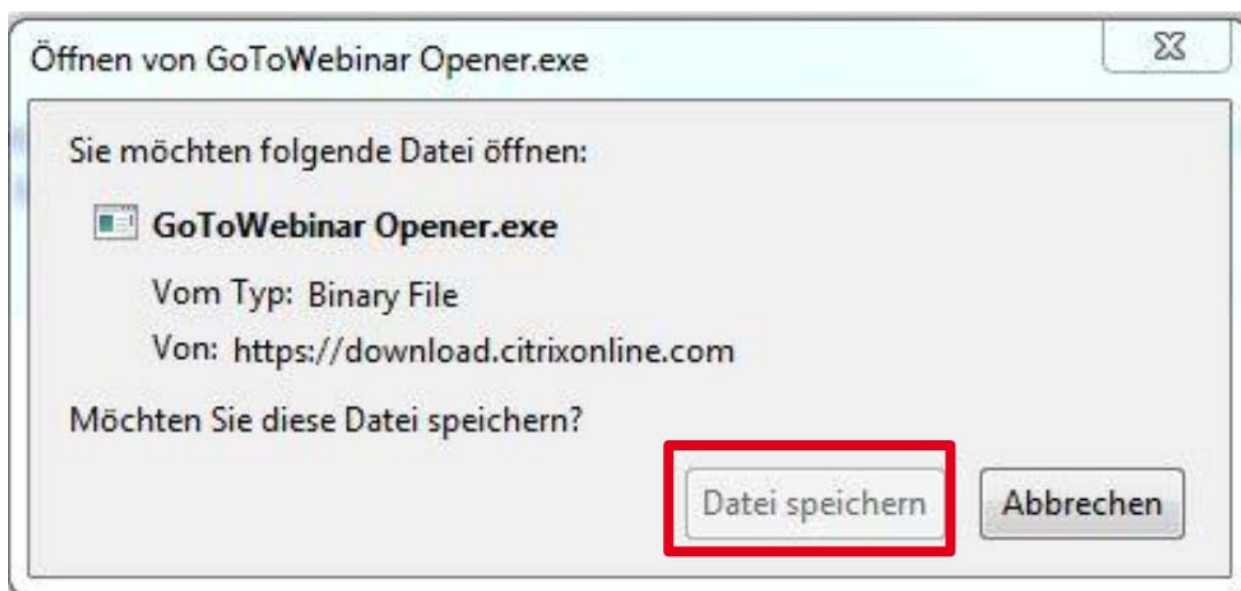 Öffnen von GoToWebinar Opener.exe
Sie möchten folgende Datei öffnen:
GoToWebinar Opener.exe
Vom Typ: Binary File
Von: https://download.citrixonline.com
Möchten Sie diese Datei speichern?
Datei speichern Abbrechen